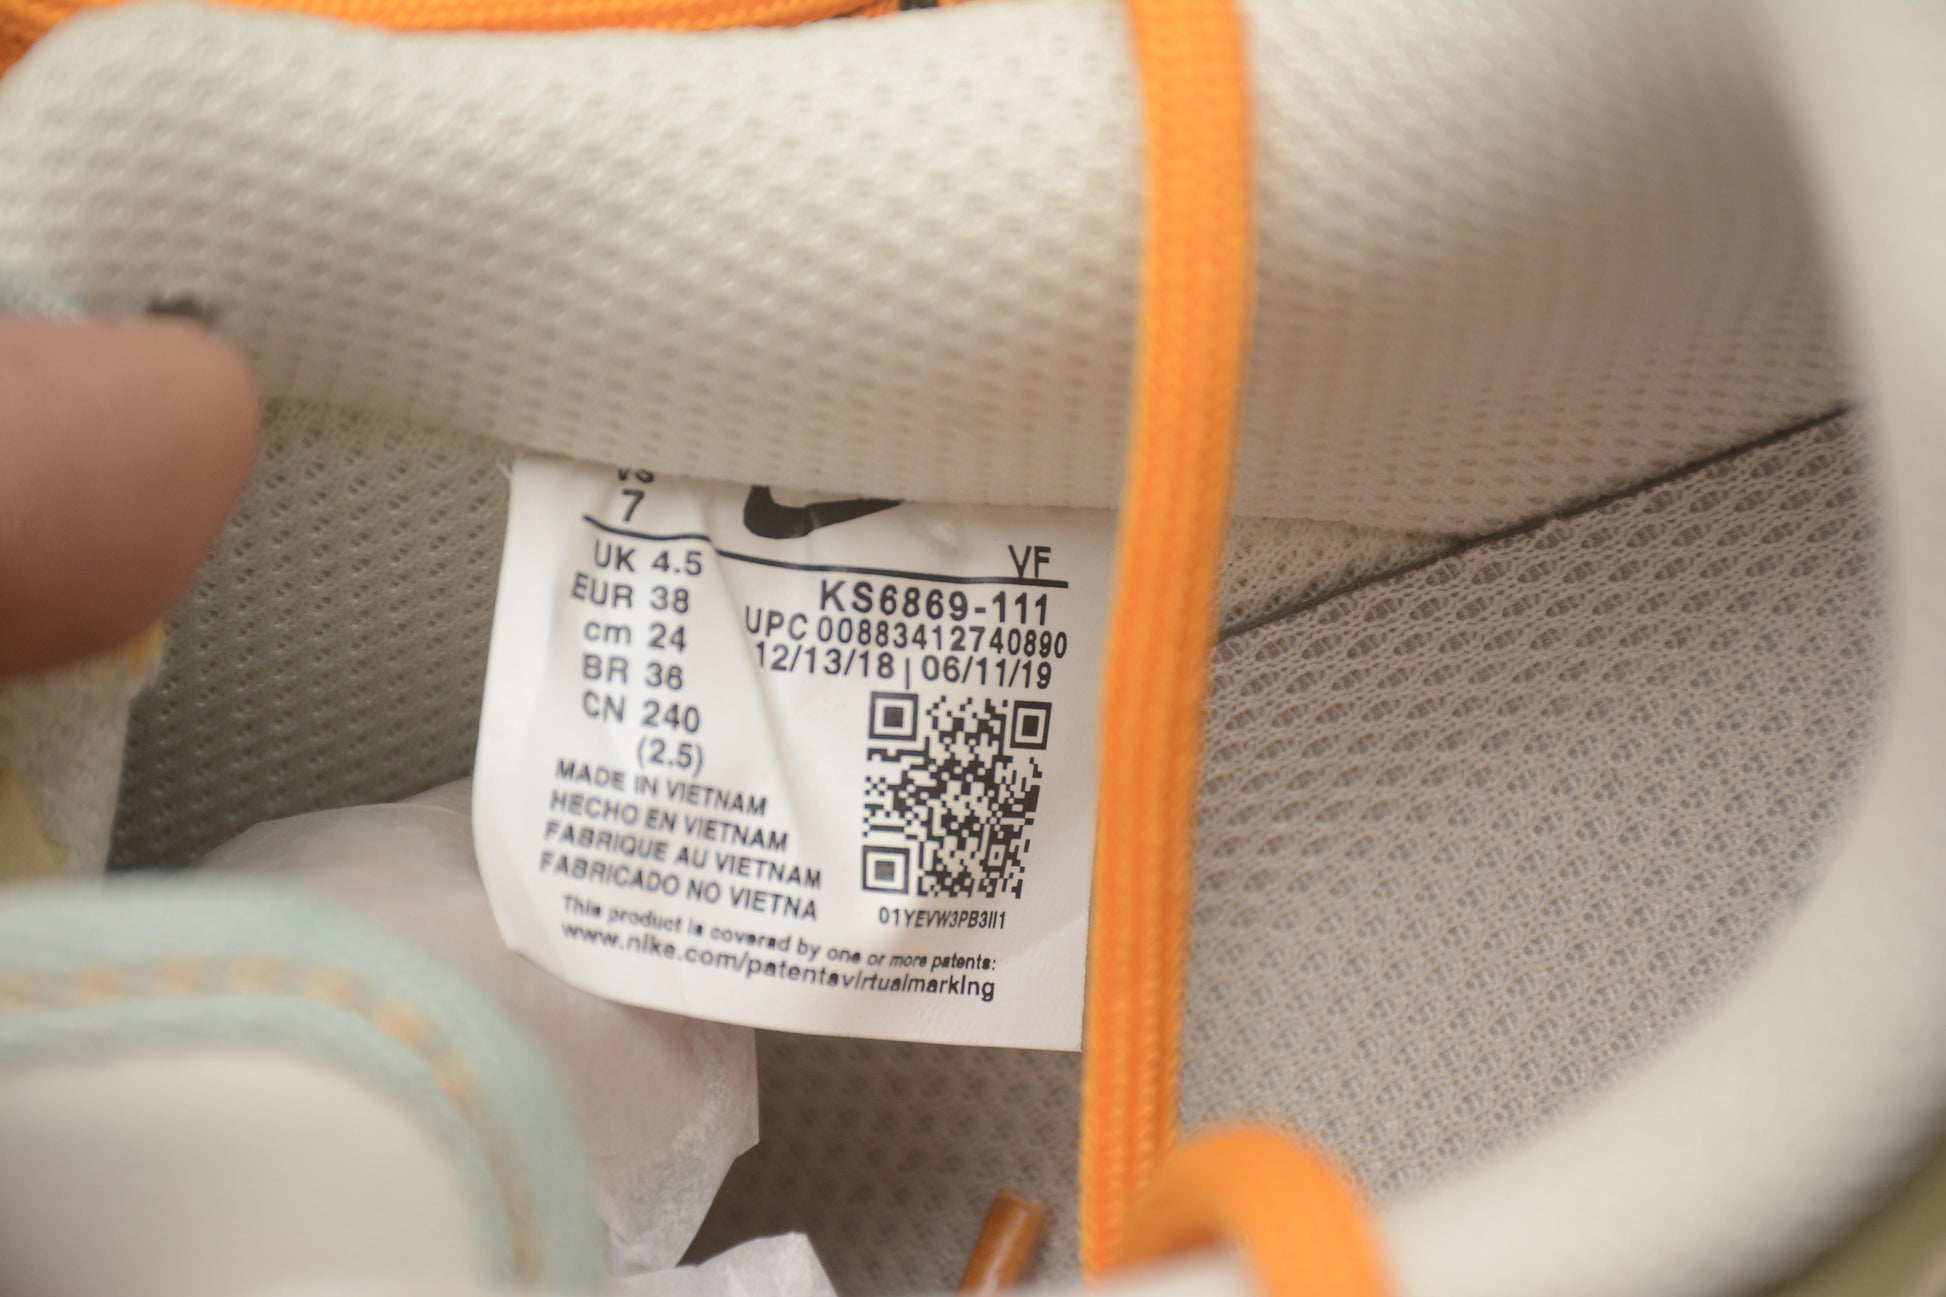 7
UK 4.5
EUR 38
cm 24
BR 36
CN 240
(2.5)
VF
KS6869-111
UPC 00883412740890
12/13/18 | 06/11/19
01YEVW3PB3II1
MADE IN VIETNAM
HECHO EN VIETNAM
FABRIQUE AU VIETNAM
FABRICADO NO VIETNA
This product is covered by one or more patents:
www.nike.com/patentsvirtualmarking